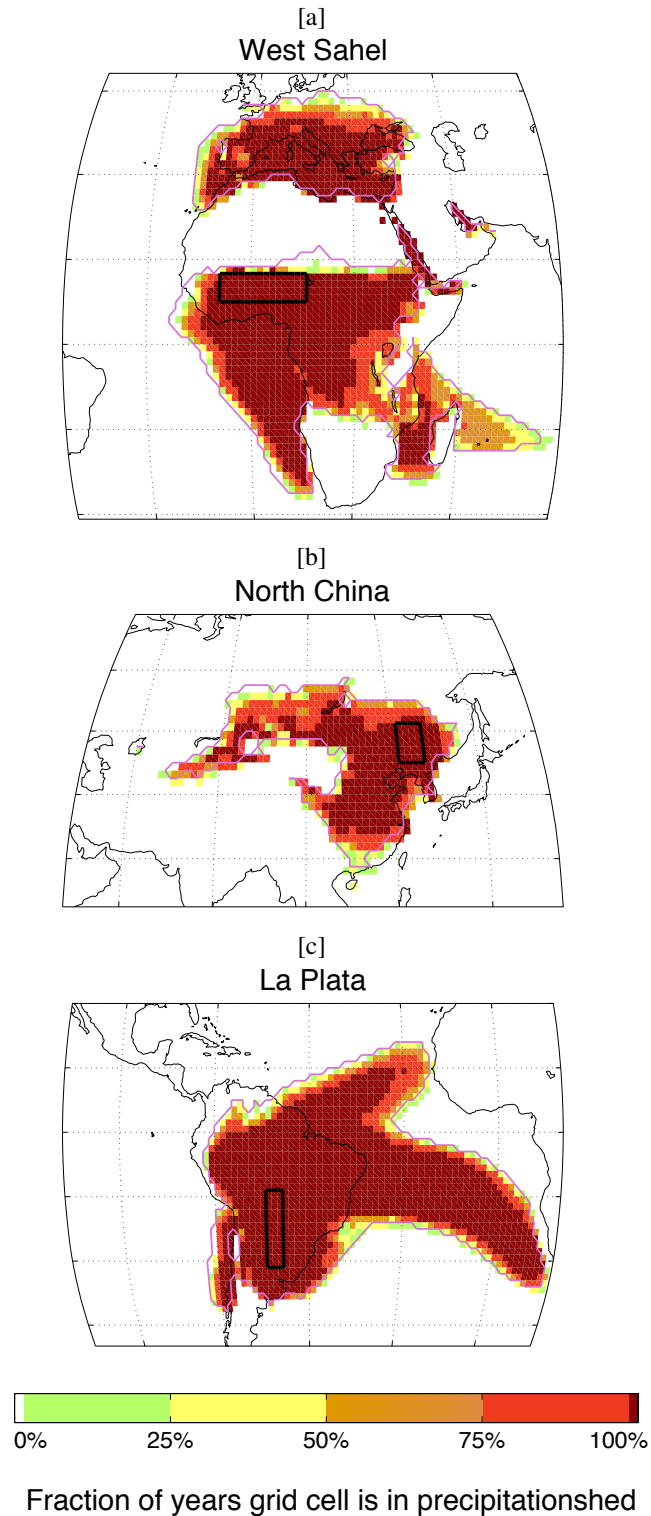 [a]
West Sahel
[b]
North China
[c]
La Plata
0% 25% 50% 75% 100%
Fraction of years grid cell is in precipitationshed